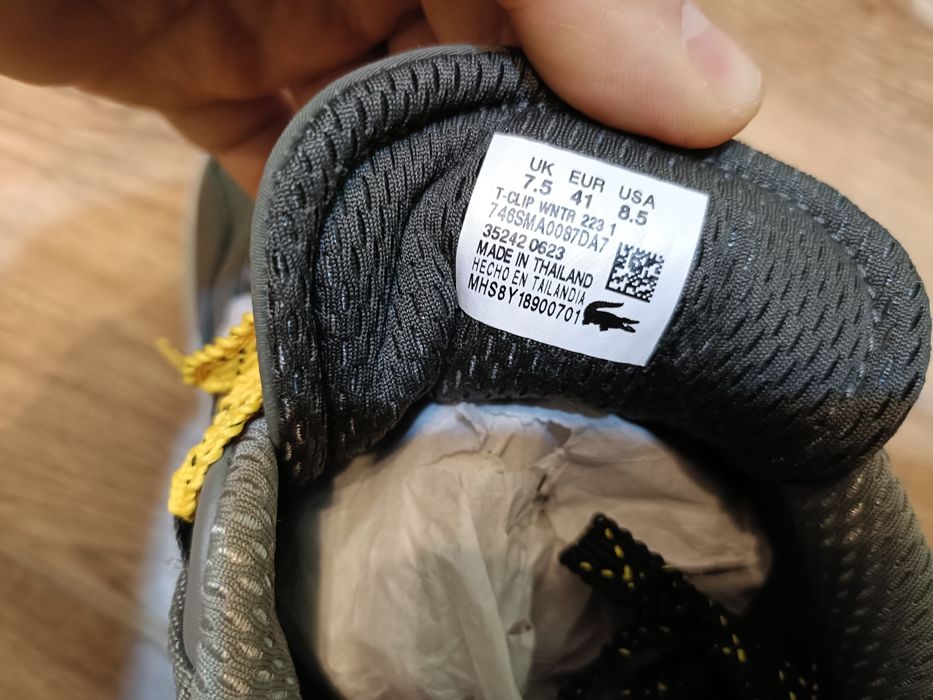 UK EUR USA
7.5 41 8.5
T-CLIP WNTR 223 1
746SMA0087DA7
35242 0623
MADE IN THAILAND
HECHO EN TAILANDIA
MHS8Y18900701